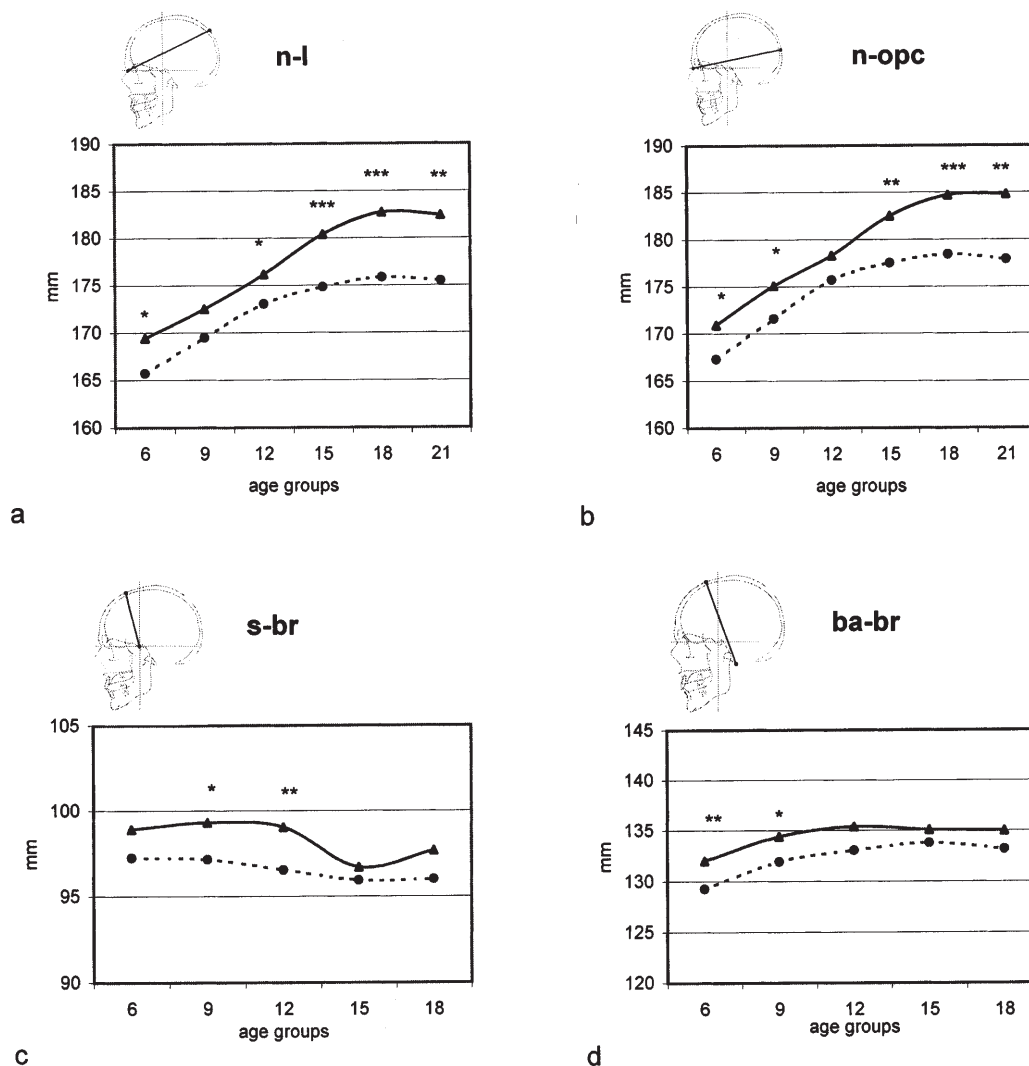 n-l
190
185
180
175
170
165
160
mm
*
*
***
***
**
6 9 12 15 18 21
age groups
a
n-opc
190
185
180
175
170
165
160
mm
*
*
**
***
**
6 9 12 15 18 21
age groups
b
s-br
105
100
95
90
mm
*
**
6 9 12 15 18
age groups
c
ba-br
145
140
135
130
125
120
mm
**
*
6 9 12 15 18
age groups
d